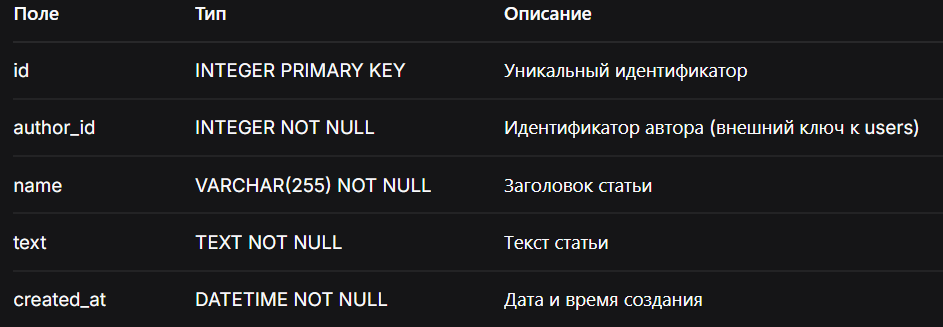 Поле Тип Описание
id INTEGER PRIMARY KEY Уникальный идентификатор
author_id INTEGER NOT NULL Идентификатор автора (внешний ключ к users)
name VARCHAR(255) NOT NULL Заголовок статьи
text TEXT NOT NULL Текст статьи
created_at DATETIME NOT NULL Дата и время создания